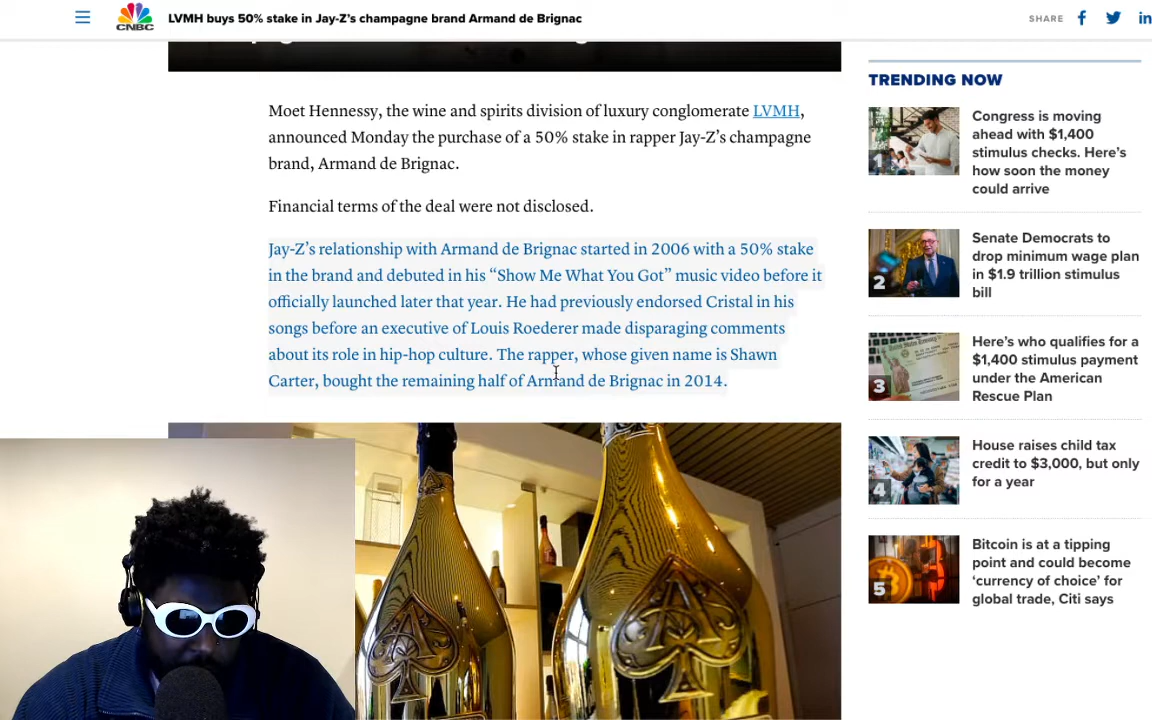 CNBC
LVMH buys 50% stake in Jay-Z’s champagne brand Armand de Brignac
SHARE
Moet Hennessy, the wine and spirits division of luxury conglomerate LVMH,
announced Monday the purchase of a 50% stake in rapper Jay-Z’s champagne
brand, Armand de Brignac.
Financial terms of the deal were not disclosed.
Jay-Z’s relationship with Armand de Brignac started in 2006 with a 50% stake
in the brand and debuted in his “Show Me What You Got” music video before it
officially launched later that year. He had previously endorsed Cristal in his
songs before an executive of Louis Roederer made disparaging comments
about its role in hip-hop culture. The rapper, whose given name is Shawn
Carter, bought the remaining half of Armand de Brignac in 2014.
TRENDING NOW
1
Congress is moving
ahead with $1,400
stimulus checks. Here’s
how soon the money
could arrive
2
Senate Democrats to
drop minimum wage plan
in $1.9 trillion stimulus
bill
3
Here’s who qualifies for a
$1,400 stimulus payment
under the American
Rescue Plan
4
House raises child tax
credit to $3,000, but only
for a year
5
Bitcoin is at a tipping
point and could become
‘currency of choice’ for
global trade, Citi says